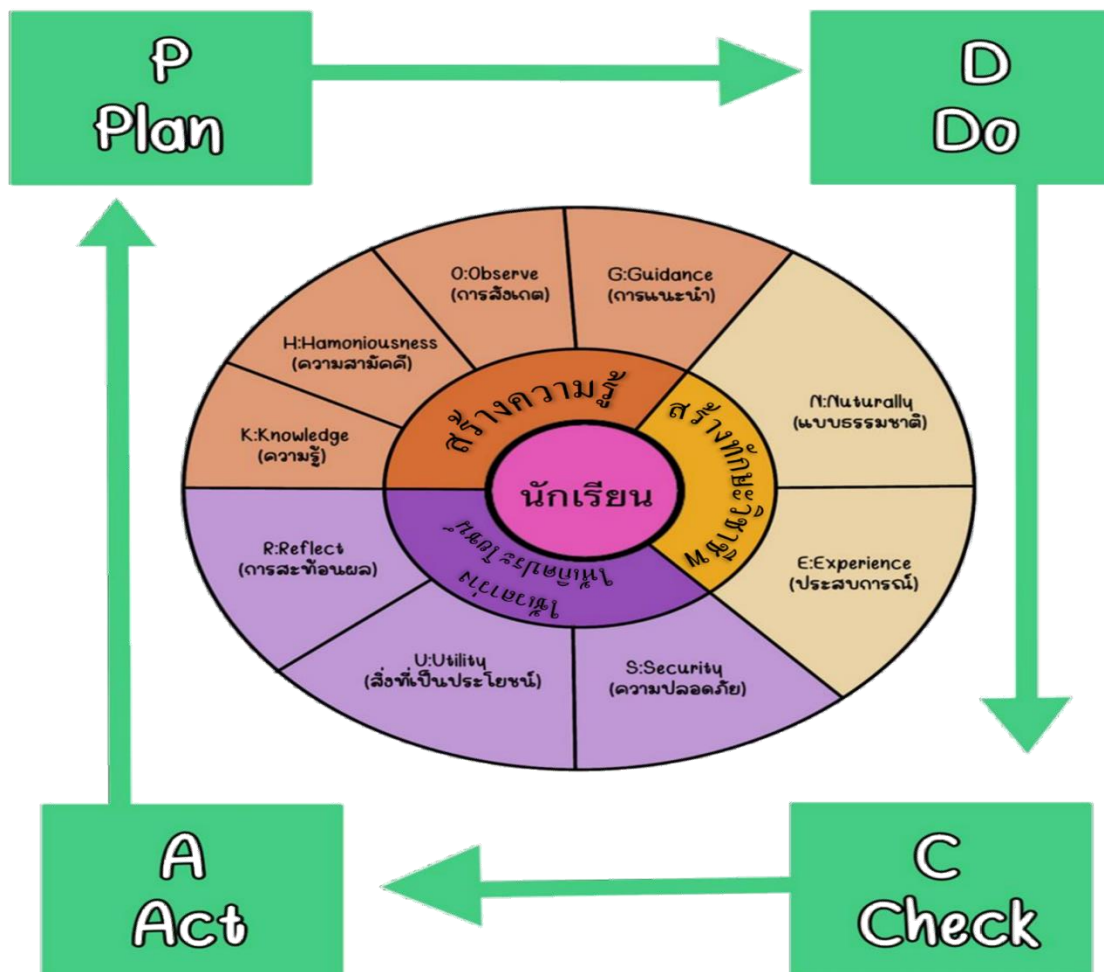 P
Plan
D
Do
O:Observe
(การสังเกต)
G:Guidance
(การแนะนำ)
H:Hamoniousness
(ความสามัคคี)
K:Knowledge
(ความรู้)
N:Nuturally
(แบบธรรมชาติ)
E:Experience
(ประสบการณ์)
R:Reflect
(การสะท้อนผล)
U:Utility
(สิ่งที่เป็นประโยชน์)
S:Security
(ความปลอดภัย)
สร้างความรู้
สร้างทักษะวิชาชีพ
ใช้เวลาว่าง
ให้เกิดประโยชน์
นักเรียน
A
Act
C
Check